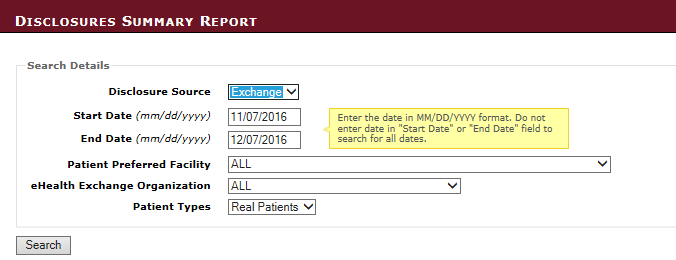 DISCLOSURES SUMMARY REPORT
Search Details
Disclosure Source Exchange
Start Date (mm/dd/yyyy) 11/07/2016
Enter the date in MM/DD/YYYY format. Do not
enter date in "Start Date" or "End Date" field to
search for all dates.
End Date (mm/dd/yyyy) 12/07/2016
Patient Preferred Facility ALL
eHealth Exchange Organization ALL
Patient Types Real Patients
Search